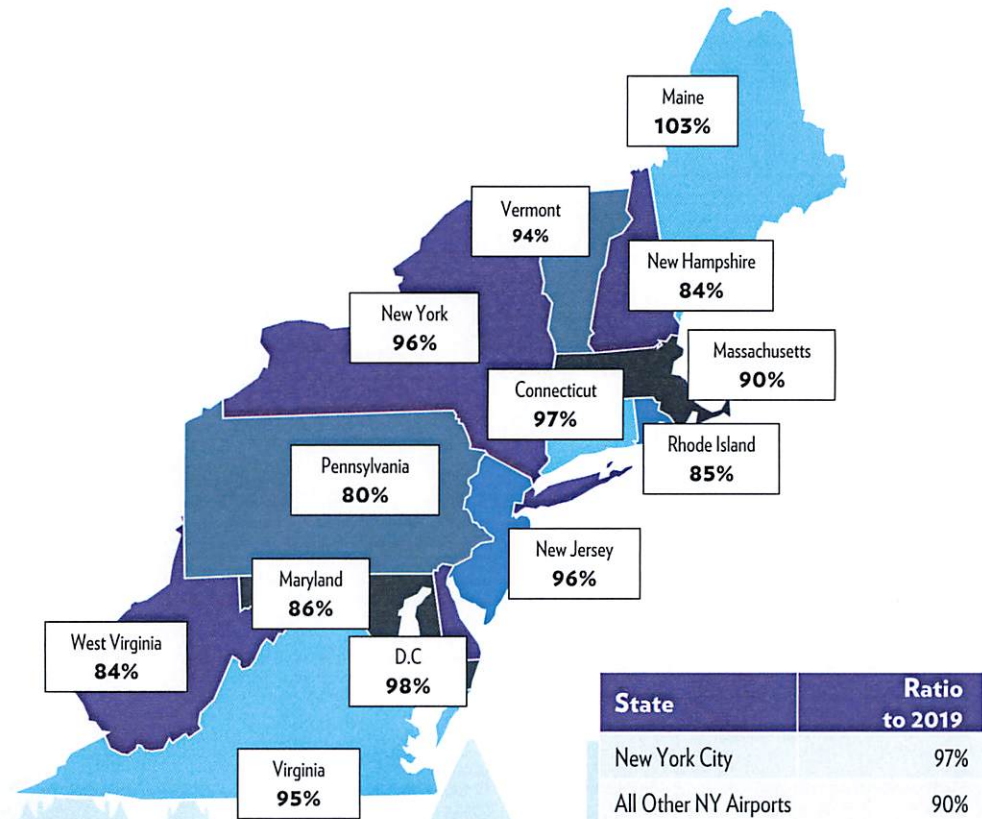 Maine
103%
Vermont
94%
New Hampshire
84%
New York
96%
Massachusetts
90%
Connecticut
97%
Rhode Island
85%
Pennsylvania
80%
New Jersey
96%
Maryland
86%
West Virginia
84%
D.C
98%
Virginia
95%
State Ratio
to 2019
New York City 97%
All Other NY Airports 90%